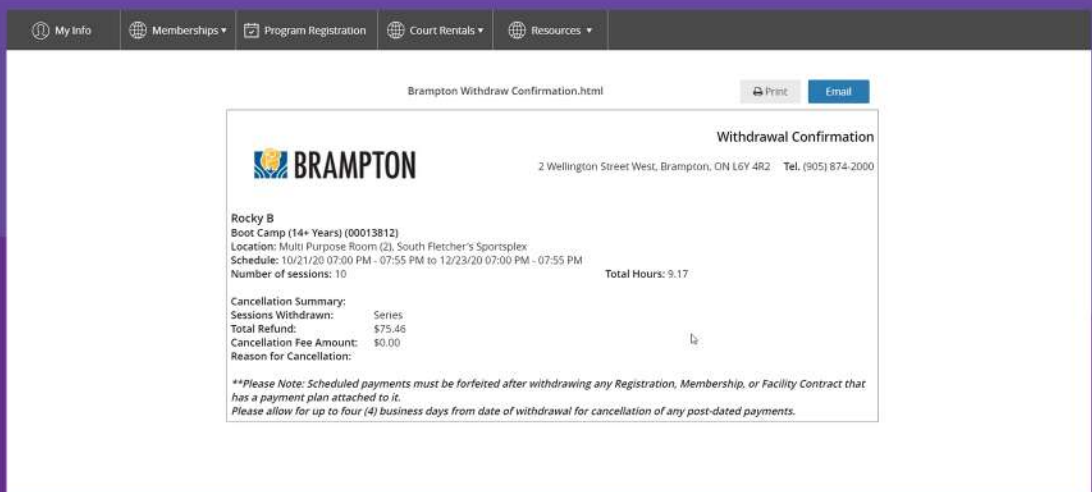 My Info Memberships ▾ Program Registration Court Rentals ▾ Resources ▾
Brampton Withdraw Confirmation.html Print Email
Withdrawal Confirmation
BRAMPTON
2 Wellington Street West, Brampton, ON L6Y 4R2 Tel. (905) 874-2000
Rocky B
Boot Camp (14+ Years) (00013812)
Location: Multi Purpose Room (2), South Fletcher's Sportsplex
Schedule: 10/21/20 07:00 PM - 07:55 PM to 12/23/20 07:00 PM - 07:55 PM
Number of sessions: 10 Total Hours: 9.17
Cancellation Summary:
Sessions Withdrawn: Series
Total Refund: $75.46
Cancellation Fee Amount: $0.00
Reason for Cancellation:
**Please Note: Scheduled payments must be forfeited after withdrawing any Registration, Membership, or Facility Contract that
has a payment plan attached to it.
Please allow for up to four (4) business days from date of withdrawal for cancellation of any post-dated payments.